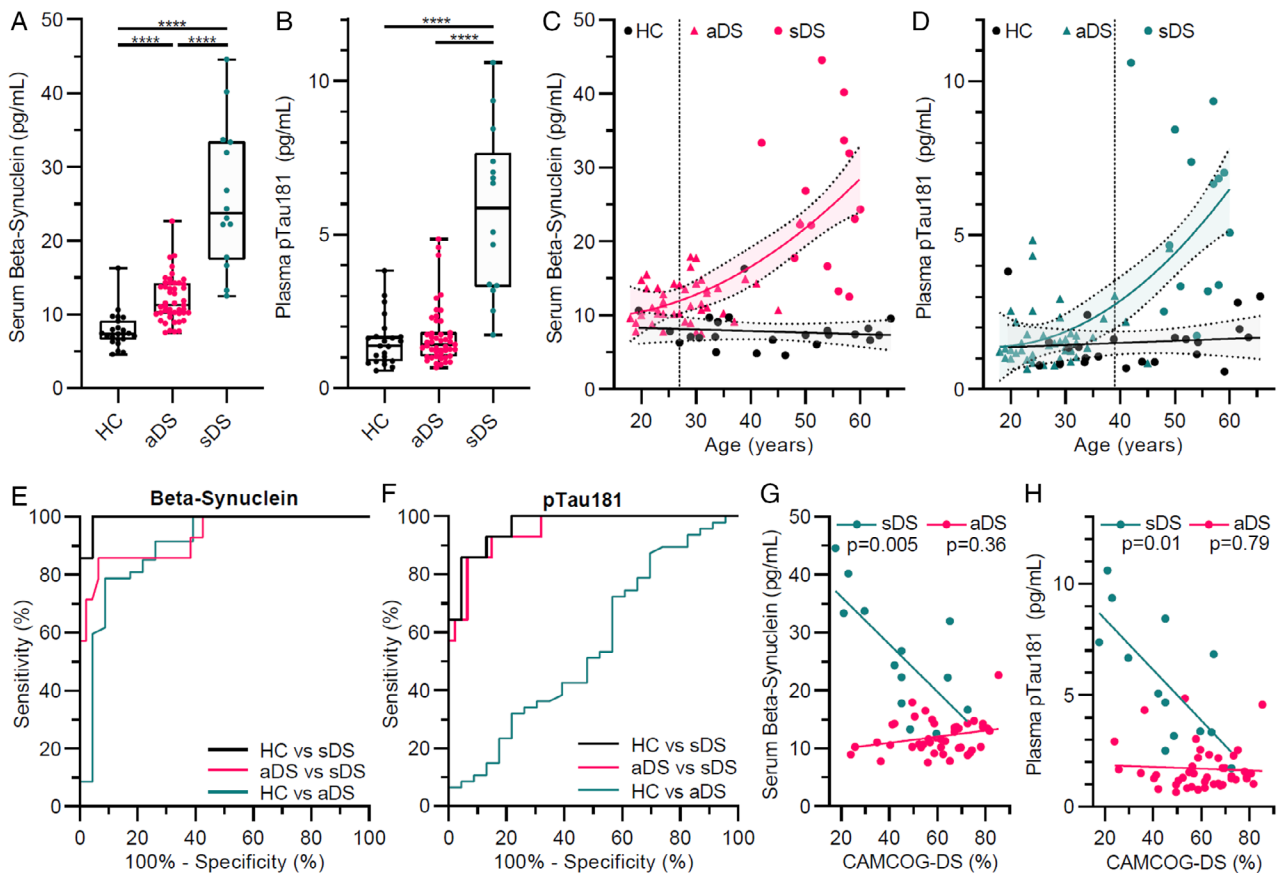 A
Serum Beta-Synuclein (pg/mL)
50
40
30
20
10
0
****
**** ****
HC aDS sDS
B
Plasma pTau181 (pg/mL)
10
5
0
****
****
HC aDS sDS
C
Serum Beta-Synuclein (pg/mL)
50
40
30
20
10
0
HC aDS sDS
20 30 40 50 60
Age (years)
D
Plasma pTau181 (pg/mL)
10
5
0
HC aDS sDS
20 30 40 50 60
Age (years)
E
Beta-Synuclein
Sensitivity (%)
100
80
60
40
20
0
HC vs sDS
aDS vs sDS
HC vs aDS
0 20 40 60 80 100
100% - Specificity (%)
F
pTau181
Sensitivity (%)
100
80
60
40
20
0
HC vs sDS
aDS vs sDS
HC vs aDS
0 20 40 60 80 100
100% - Specificity (%)
G
Serum Beta-Synuclein (pg/mL)
50
40
30
20
10
0
sDS aDS
p=0.005 p=0.36
20 40 60 80
CAMCOG-DS (%)
H
Plasma pTau181 (pg/mL)
10
5
0
sDS aDS
p=0.01 p=0.79
20 40 60 80
CAMCOG-DS (%)